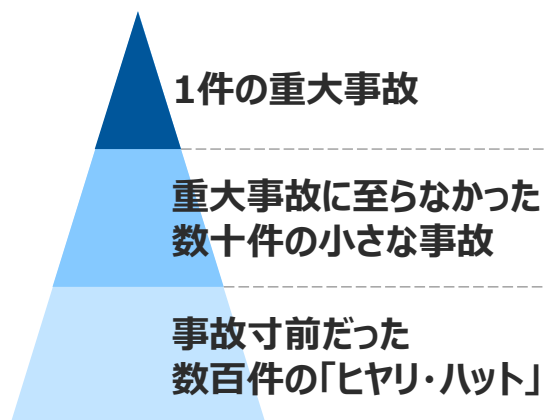 1件の重大事故
重大事故に至らなかった
数十件の小さな事故
事故寸前だった
数百件の「ヒヤリ・ハット」